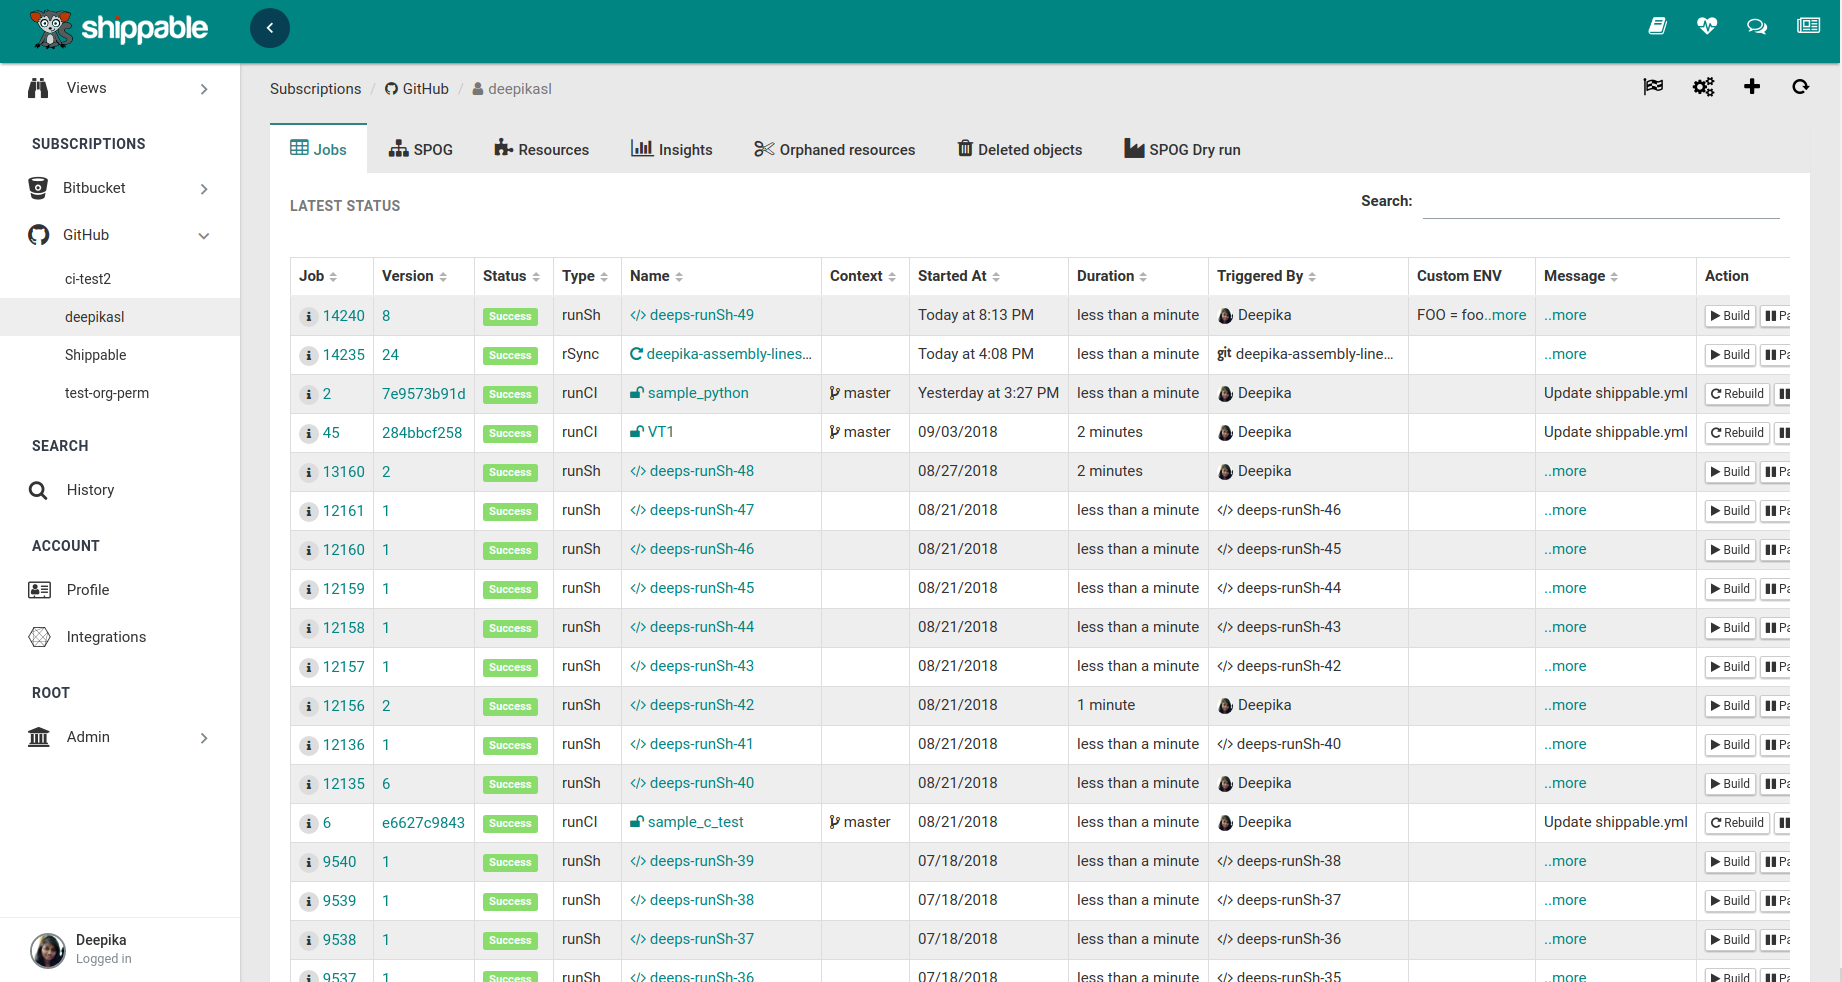 shippable
Views
SUBSCRIPTIONS
Bitbucket
GitHub
ci-test2
deepikasl
Shippable
test-org-perm
SEARCH
History
ACCOUNT
Profile
Integrations
ROOT
Admin
Deepika
Logged in
Subscriptions / GitHub / deepikasl
Jobs SPOG Resources Insights Orphaned resources Deleted objects SPOG Dry run
LATEST STATUS
Search:
Job Version Status Type Name Context Started At Duration Triggered By Custom ENV Message Action
14240 8 Success runSh deeps-runSh-49 Today at 8:13 PM less than a minute Deepika FOO = foo..more ..more Build Pa
14235 24 Success rSync deepika-assembly-lines... Today at 4:08 PM less than a minute git deepika-assembly-line... ..more Build Pa
2 7e9573b91d Success runCI sample_python master Yesterday at 3:27 PM less than a minute Deepika Update shippable.yml Rebuild
45 284bbcf258 Success runCI VT1 master 09/03/2018 2 minutes Deepika Update shippable.yml Rebuild
13160 2 Success runSh deeps-runSh-48 08/27/2018 2 minutes Deepika ..more Build Pa
12161 1 Success runSh deeps-runSh-47 08/21/2018 less than a minute deeps-runSh-46 ..more Build Pa
12160 1 Success runSh deeps-runSh-46 08/21/2018 less than a minute deeps-runSh-45 ..more Build Pa
12159 1 Success runSh deeps-runSh-45 08/21/2018 less than a minute deeps-runSh-44 ..more Build Pa
12158 1 Success runSh deeps-runSh-44 08/21/2018 less than a minute deeps-runSh-43 ..more Build Pa
12157 1 Success runSh deeps-runSh-43 08/21/2018 less than a minute deeps-runSh-42 ..more Build Pa
12156 2 Success runSh deeps-runSh-42 08/21/2018 1 minute Deepika ..more Build Pa
12136 1 Success runSh deeps-runSh-41 08/21/2018 less than a minute deeps-runSh-40 ..more Build Pa
12135 6 Success runSh deeps-runSh-40 08/21/2018 less than a minute Deepika ..more Build Pa
6 e6627c9843 Success runCI sample_c_test master 08/21/2018 less than a minute Deepika Update shippable.yml Rebuild
9540 1 Success runSh deeps-runSh-39 07/18/2018 less than a minute deeps-runSh-38 ..more Build Pa
9539 1 Success runSh deeps-runSh-38 07/18/2018 less than a minute deeps-runSh-37 ..more Build Pa
9538 1 Success runSh deeps-runSh-37 07/18/2018 less than a minute deeps-runSh-36 ..more Build Pa
9537 1 Success runSh deeps-runSh-36 07/18/2018 less than a minute deeps-runSh-35 ..more Build Pa